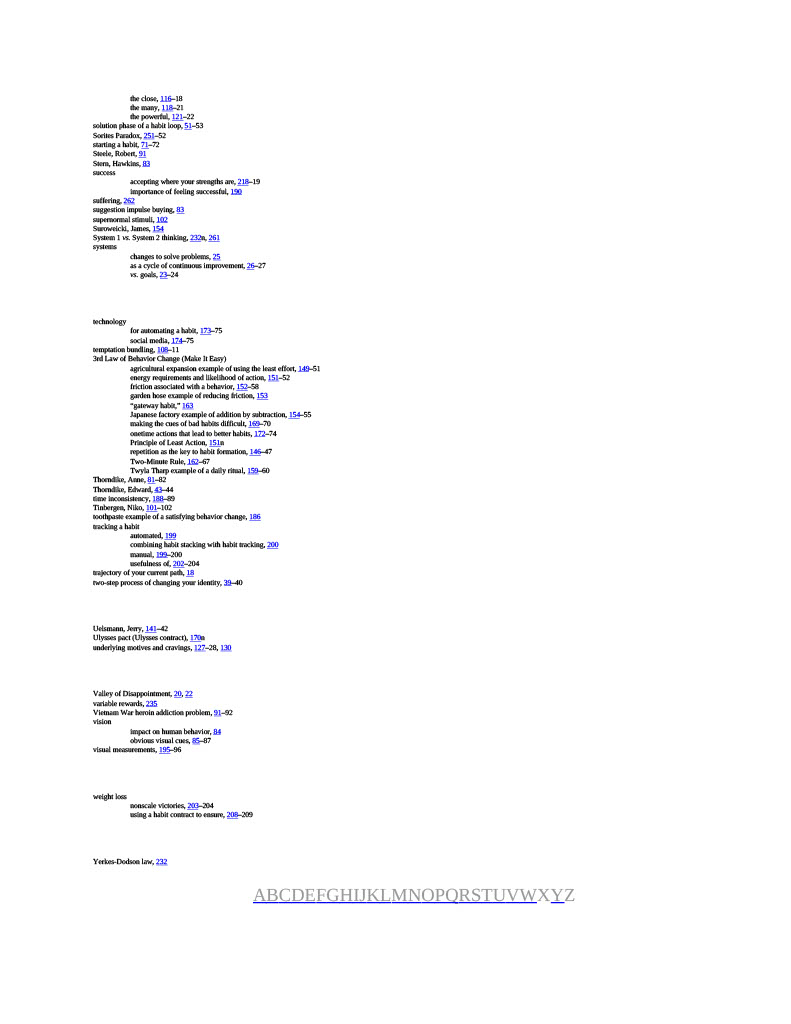 the close, 116–18
the many, 118–21
the powerful, 121–22
solution phase of a habit loop, 51–53
Sorites Paradox, 251–52
starting a habit, 71–72
Steele, Robert, 91
Stern, Hawkins, 83
success
accepting where your strengths are, 218–19
importance of feeling successful, 190
suffering, 262
suggestion impulse buying, 83
supernormal stimuli, 102
Suroweicki, James, 154
System 1 vs. System 2 thinking, 232n, 261
systems
changes to solve problems, 25
as a cycle of continuous improvement, 26–27
vs. goals, 23–24
technology
for automating a habit, 173–75
social media, 174–75
temptation bundling, 108–11
3rd Law of Behavior Change (Make It Easy)
agricultural expansion example of using the least effort, 149–51
energy requirements and likelihood of action, 151–52
friction associated with a behavior, 152–58
garden hose example of reducing friction, 153
“gateway habit,” 163
Japanese factory example of addition by subtraction, 154–55
making the cues of bad habits difficult, 169–70
onetime actions that lead to better habits, 172–74
Principle of Least Action, 151n
repetition as the key to habit formation, 146–47
Two-Minute Rule, 162–67
Twyla Tharp example of a daily ritual, 159–60
Thorndike, Anne, 81–82
Thorndike, Edward, 43–44
time inconsistency, 188–89
Tinbergen, Niko, 101–102
toothpaste example of a satisfying behavior change, 186
tracking a habit
automated, 199
combining habit stacking with habit tracking, 200
manual, 199–200
usefulness of, 202–204
trajectory of your current path, 18
two-step process of changing your identity, 39–40
Uelsmann, Jerry, 141–42
Ulysses pact (Ulysses contract), 170n
underlying motives and cravings, 127–28, 130
Valley of Disappointment, 20, 22
variable rewards, 235
Vietnam War heroin addiction problem, 91–92
vision
impact on human behavior, 84
obvious visual cues, 85–87
visual measurements, 195–96
weight loss
nonscale victories, 203–204
using a habit contract to ensure, 208–209
Yerkes-Dodson law, 232
ABCDEFGHIJKLMNOPQRSTUVWXYZ